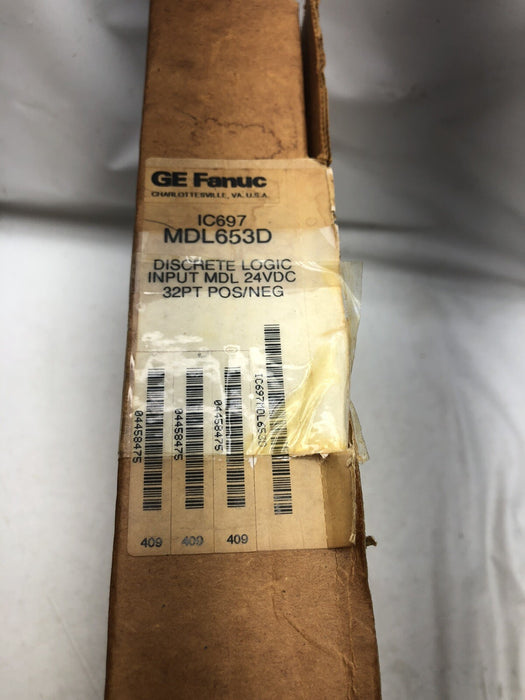 GE Fanuc
CHARLOTTESVILLE, VA. U.S.A.
IC697
MDL653D
DISCRETE LOGIC
INPUT MDL 24VDC
32PT POS/NEG
04458475
04458475
04458475
IC697MDL653D
409
409
409